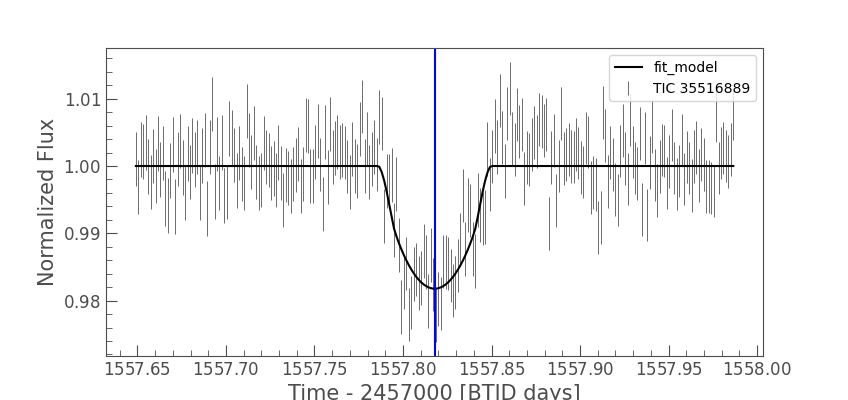 fit_model
TIC 35516889
Normalized Flux
1.01
1.00
0.99
0.98
1557.65 1557.70 1557.75 1557.80 1557.85 1557.90 1557.95 1558.00
Time - 2457000 [BTJD days]